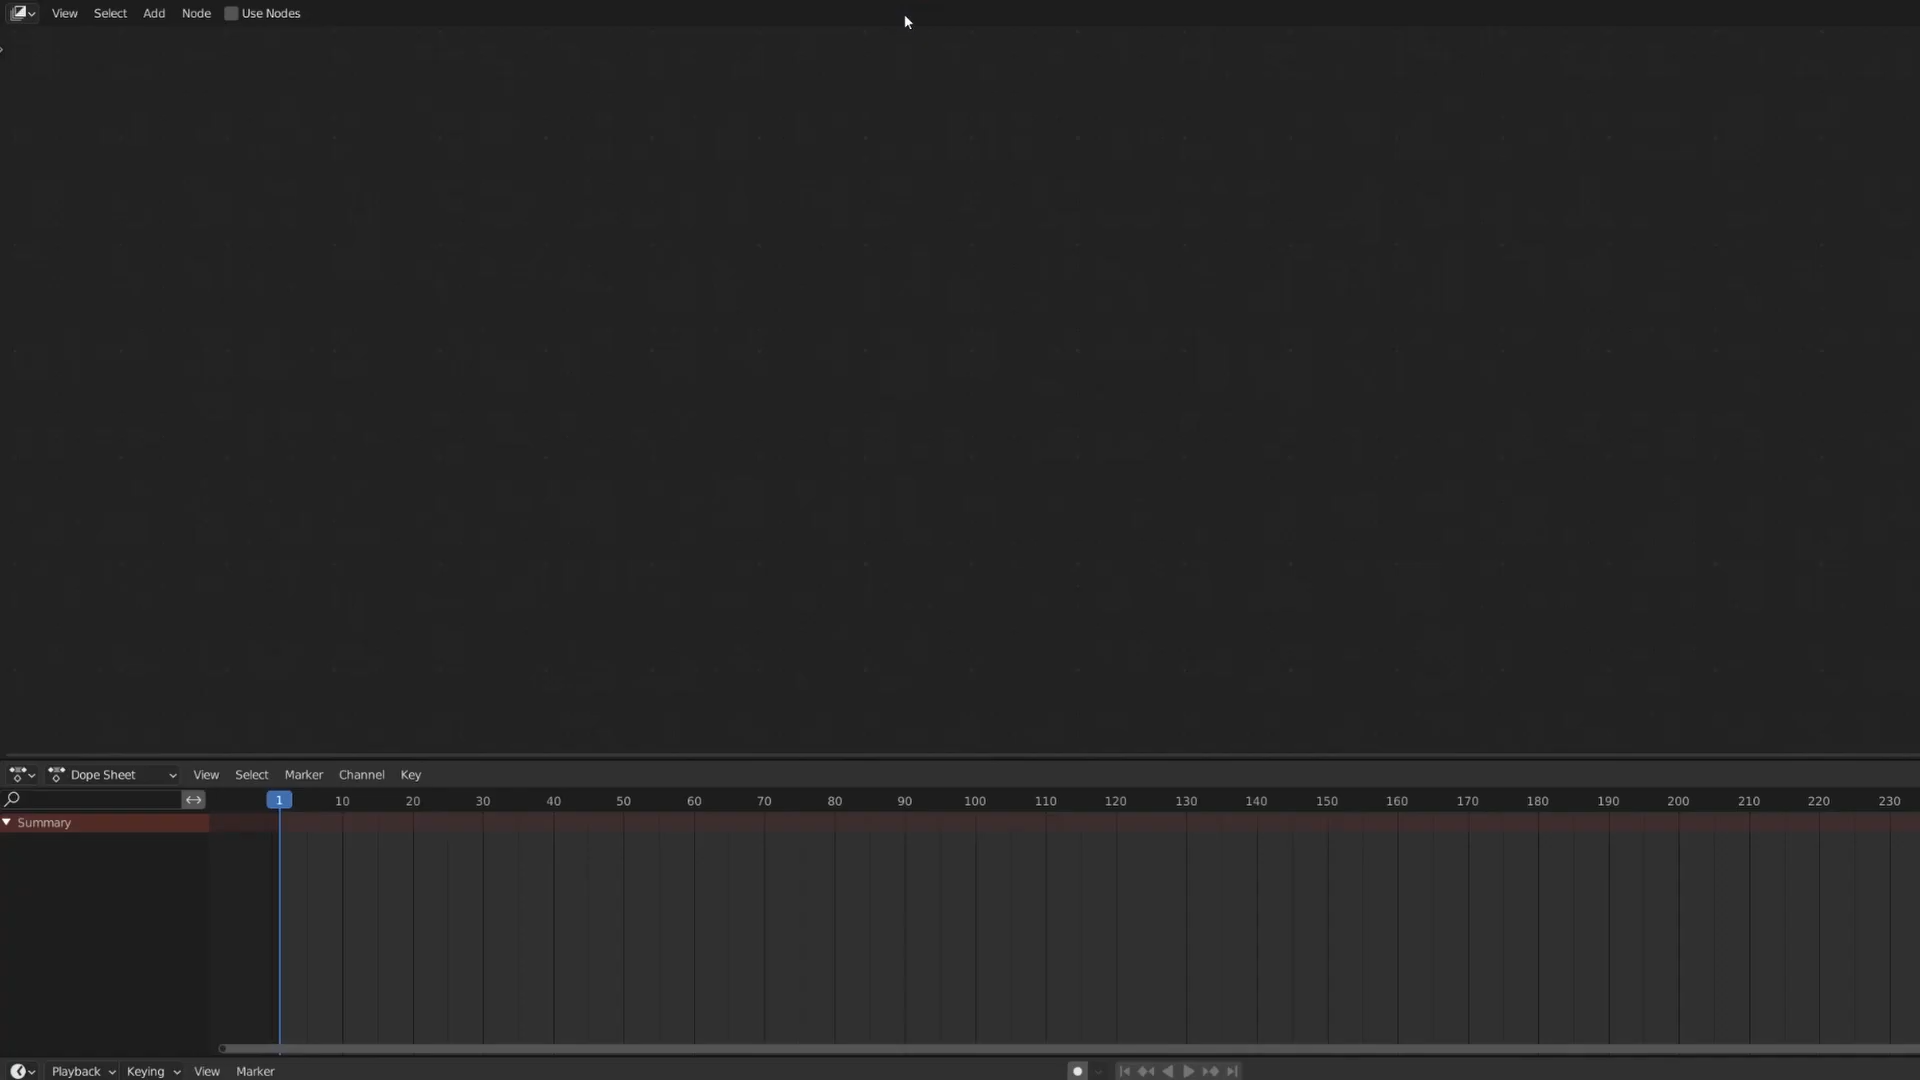 View Select Add Node Use Nodes
Dope Sheet View Select Marker Channel Key
1 10 20 30 40 50 60 70 80 90 100 110 120 130 140 150 160 170 180 190 200 210 220 230
Summary
Playback Keying View Marker